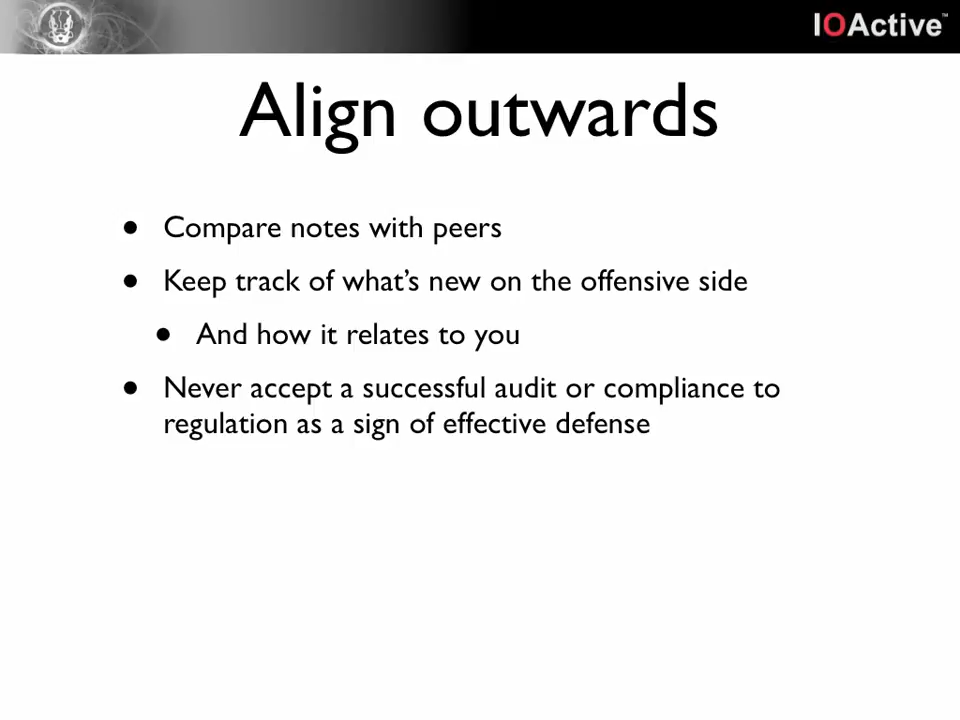 IOActive™
Align outwards
• Compare notes with peers
• Keep track of what’s new on the offensive side
• And how it relates to you
• Never accept a successful audit or compliance to
regulation as a sign of effective defense